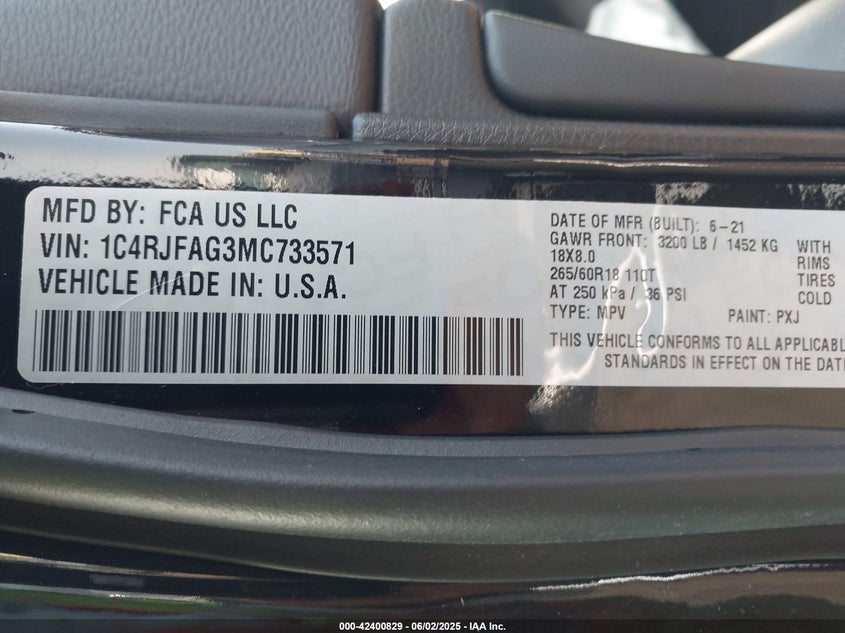 MFD BY: FCA US LLC
VIN: 1C4RJFAG3MC733571
VEHICLE MADE IN: U.S.A.
DATE OF MFR (BUILT): 6-21
GAWR FRONT: 3200 LB / 1452 KG WITH
18X8.0 RIMS
265/60R18 110T TIRES
AT 250 kPa / 36 PSI COLD
TYPE: MPV PAINT: PXJ
THIS VEHICLE CONFORMS TO ALL
STANDARDS IN EFFECT ON THE
000-42400829 - 06/02/2025 - IAA Inc.